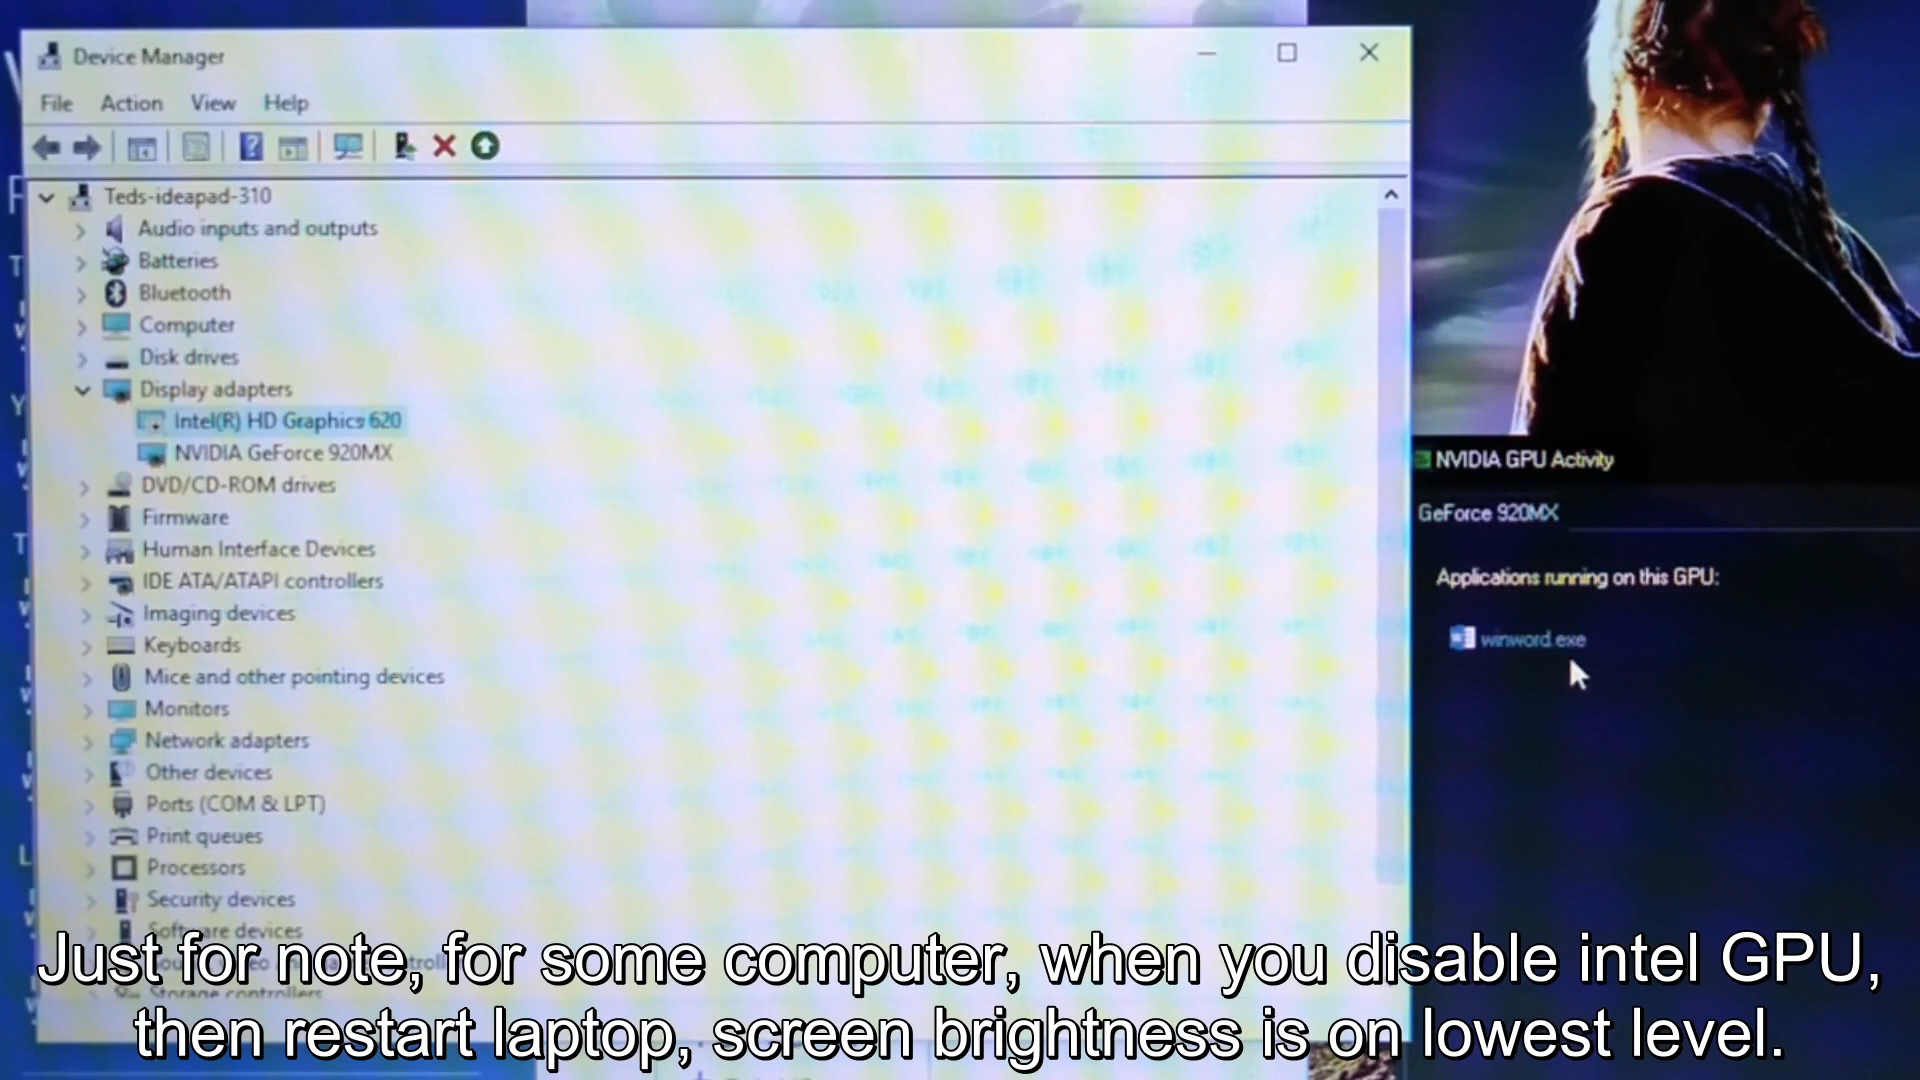 Device Manager
File Action View Help
Teds-ideapad-310
Audio inputs and outputs
Batteries
Bluetooth
Computer
Disk drives
Display adapters
Intel(R) HD Graphics 620
NVIDIA GeForce 920MX
DVD/CD-ROM drives
Firmware
Human Interface Devices
IDE ATA/ATAPI controllers
Imaging devices
Keyboards
Mice and other pointing devices
Monitors
Network adapters
Other devices
Ports (COM & LPT)
Print queues
Processors
Security devices
Software devices
Storage controllers
NVIDIA GPU Activity
GeForce 920MX
Applications running on this GPU:
winword.exe
Just for note, for some computer, when you disable intel GPU,
then restart laptop, screen brightness is on lowest level.